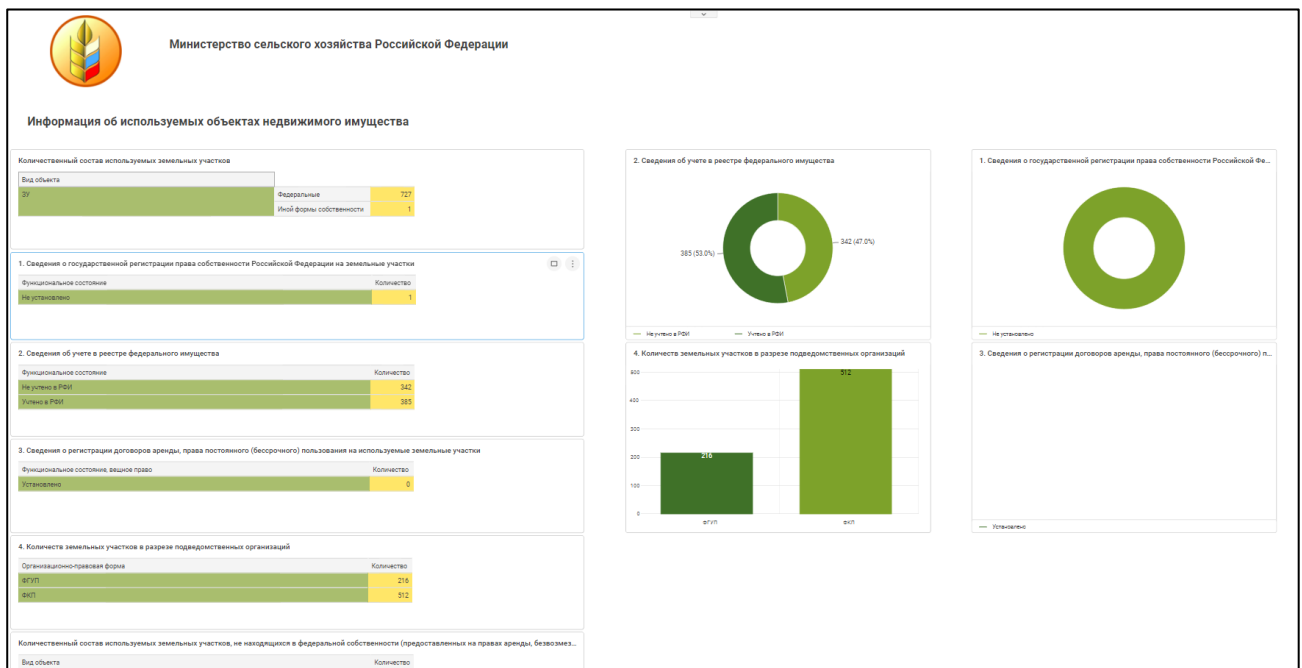 Министерство сельского хозяйства Российской Федерации
Информация об используемых объектах недвижимого имущества
Количественный состав используемых земельных участков
Вид объекта
ЗУ Федеральные 727
Иной формы собственности 1
1. Сведения о государственной регистрации права собственности Российской Федерации на земельные участки
Функциональное состояние Количество
Не установлено 1
2. Сведения об учете в реестре федерального имущества
Функциональное состояние Количество
Не учтено в РФИ 342
Учтено в РФИ 385
3. Сведения о регистрации договоров аренды, права постоянного (бессрочного) пользования на используемые земельные участки
Функциональное состояние, вещное право Количество
Установлено 0
4. Количеств земельных участков в разрезе подведомственных организаций
Организационно-правовая форма Количество
ФГУП 216
ФКП 512
Количественный состав используемых земельных участков, не находящихся в федеральной собственности (предоставленных на правах аренды, безвозмез...
Вид объекта Количество
2. Сведения об учете в реестре федерального имущества
385 (53.0%)
342 (47.0%)
Не учтено в РФИ Учтено в РФИ
1. Сведения о государственной регистрации права собственности Российской Фе...
Не установлено
4. Количеств земельных участков в разрезе подведомственных организаций
500
400
300
200
100
0
216
512
ФГУП ФКП
3. Сведения о регистрации договоров аренды, права постоянного (бессрочного) п...
Установлено